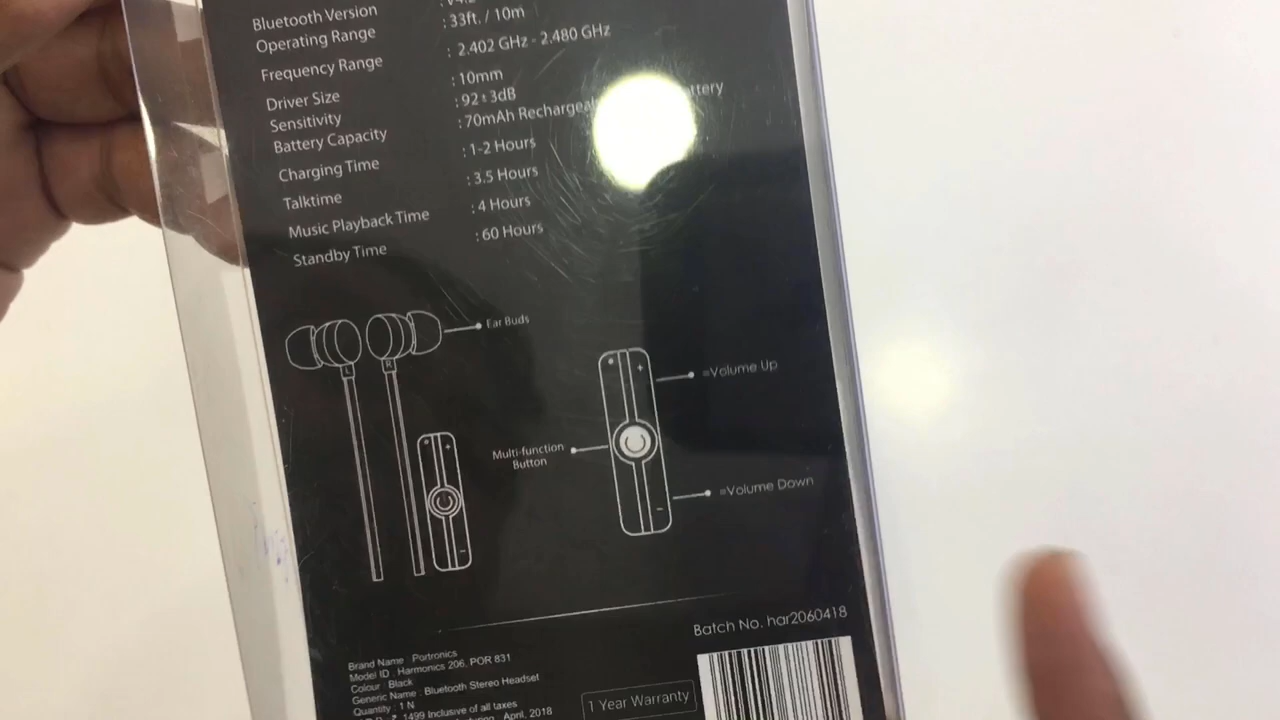 Bluetooth Version : V4.2
Operating Range : 33ft. / 10m
Frequency Range : 2.402 GHz - 2.480 GHz
Driver Size : 10mm
Sensitivity : 92±3dB
Battery Capacity : 70mAh
Charging Time : 1-2 Hours
Talktime : 3.5 Hours
Music Playback Time : 4 Hours
Standby Time : 60 Hours
Ear Buds
L R
+
=Volume Up
Multi-function
Button
+
=Volume Down
-
-
Batch No. har2060418
Brand Name : Portronics
Model ID : Harmonics 206, POR 831
Colour : Black
Generic Name : Bluetooth Stereo Headset
Quantity : 1 N
1499 Inclusive of all taxes
April, 2018
1 Year Warranty